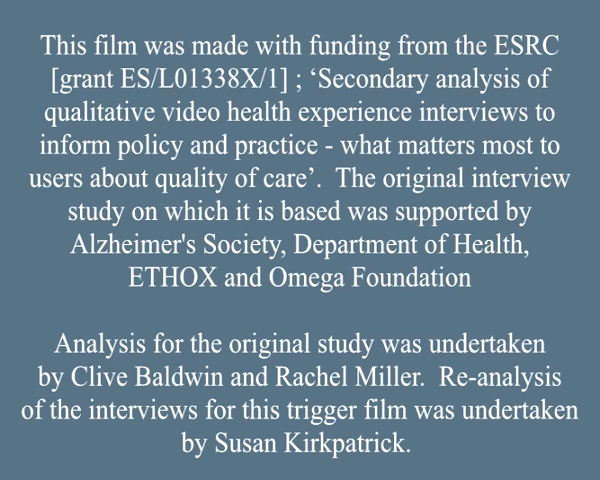 This film was made with funding from the ESRC
[grant ES/L01338X/1] ; ‘Secondary analysis of
qualitative video health experience interviews to
inform policy and practice - what matters most to
users about quality of care’.  The original interview
study on which it is based was supported by
Alzheimer's Society, Department of Health,
ETHOX and Omega Foundation
Analysis for the original study was undertaken
by Clive Baldwin and Rachel Miller.  Re-analysis
of the interviews for this trigger film was undertaken
by Susan Kirkpatrick.